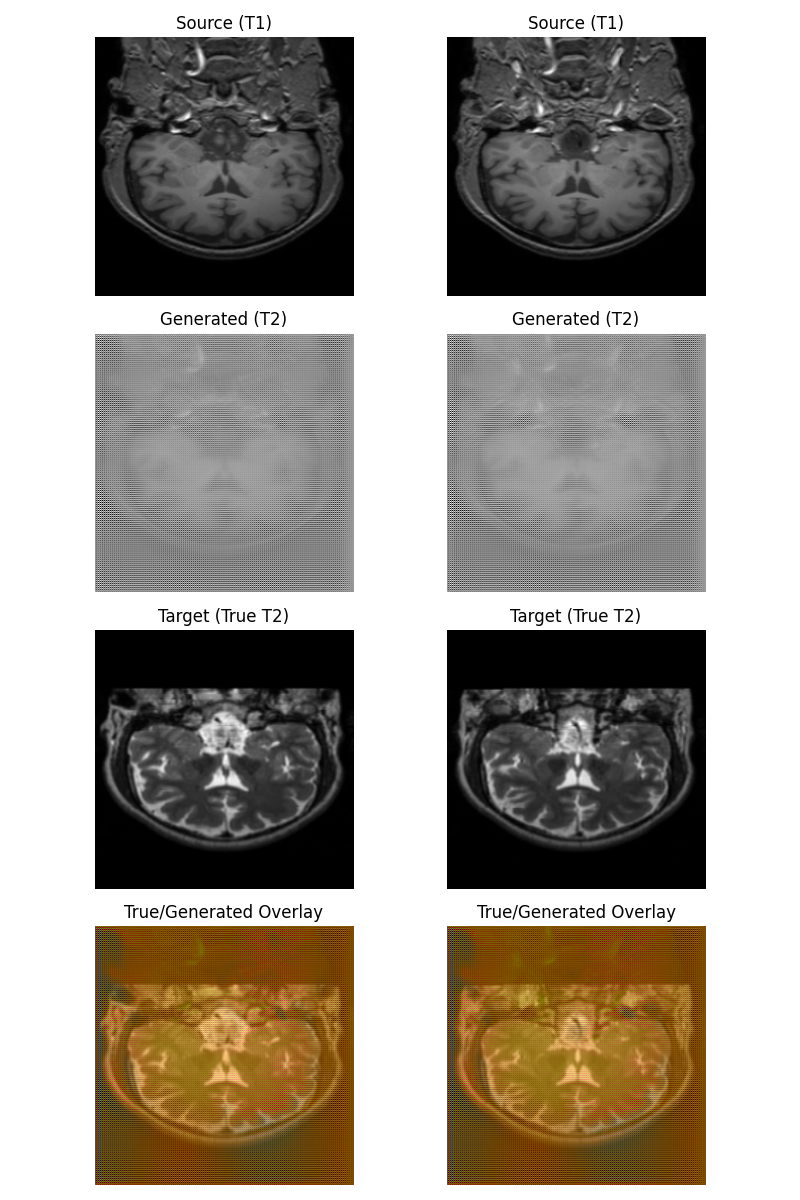 Source (T1)
Source (T1)
Generated (T2)
Generated (T2)
Target (True T2)
Target (True T2)
True/Generated Overlay
True/Generated Overlay